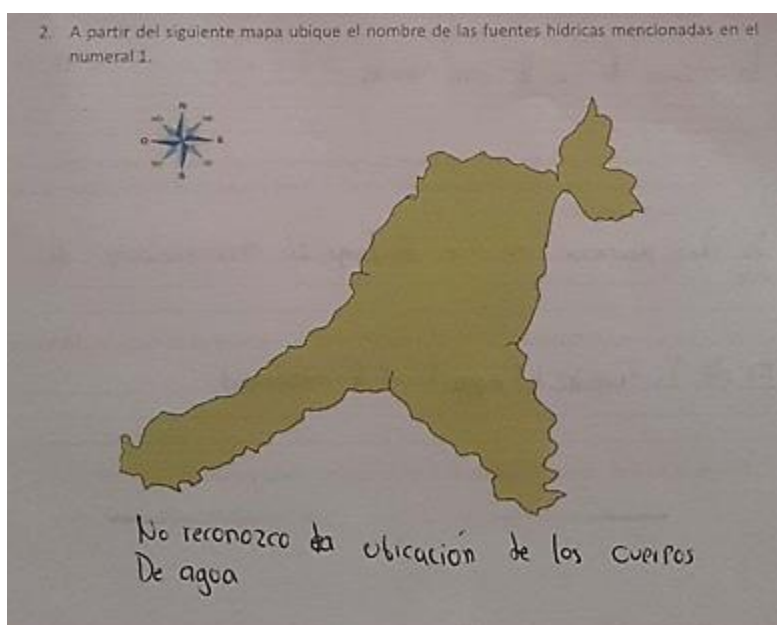 2. A partir del siguiente mapa ubique el nombre de las fuentes hídricas mencionadas en el
numeral 1.
N
O
S
No reconozco la ubicación de los cuerpos
De agua